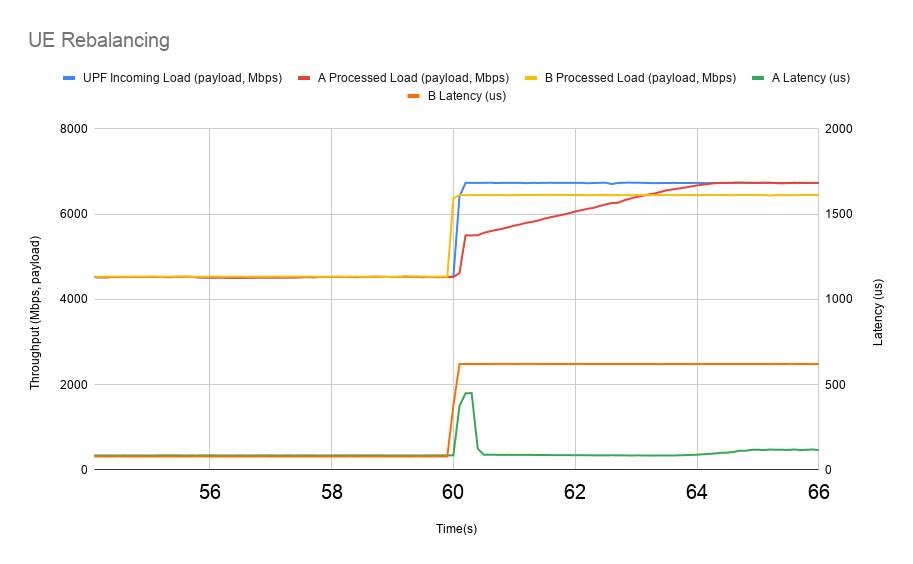 UE Rebalancing
UPF Incoming Load (payload, Mbps) A Processed Load (payload, Mbps) B Processed Load (payload, Mbps) A Latency (us)
B Latency (us)
8000
6000
4000
2000
0
Throughput (Mbps, payload)
2000
1500
1000
500
0
Latency (us)
56 58 60 62 64 66
Time(s)